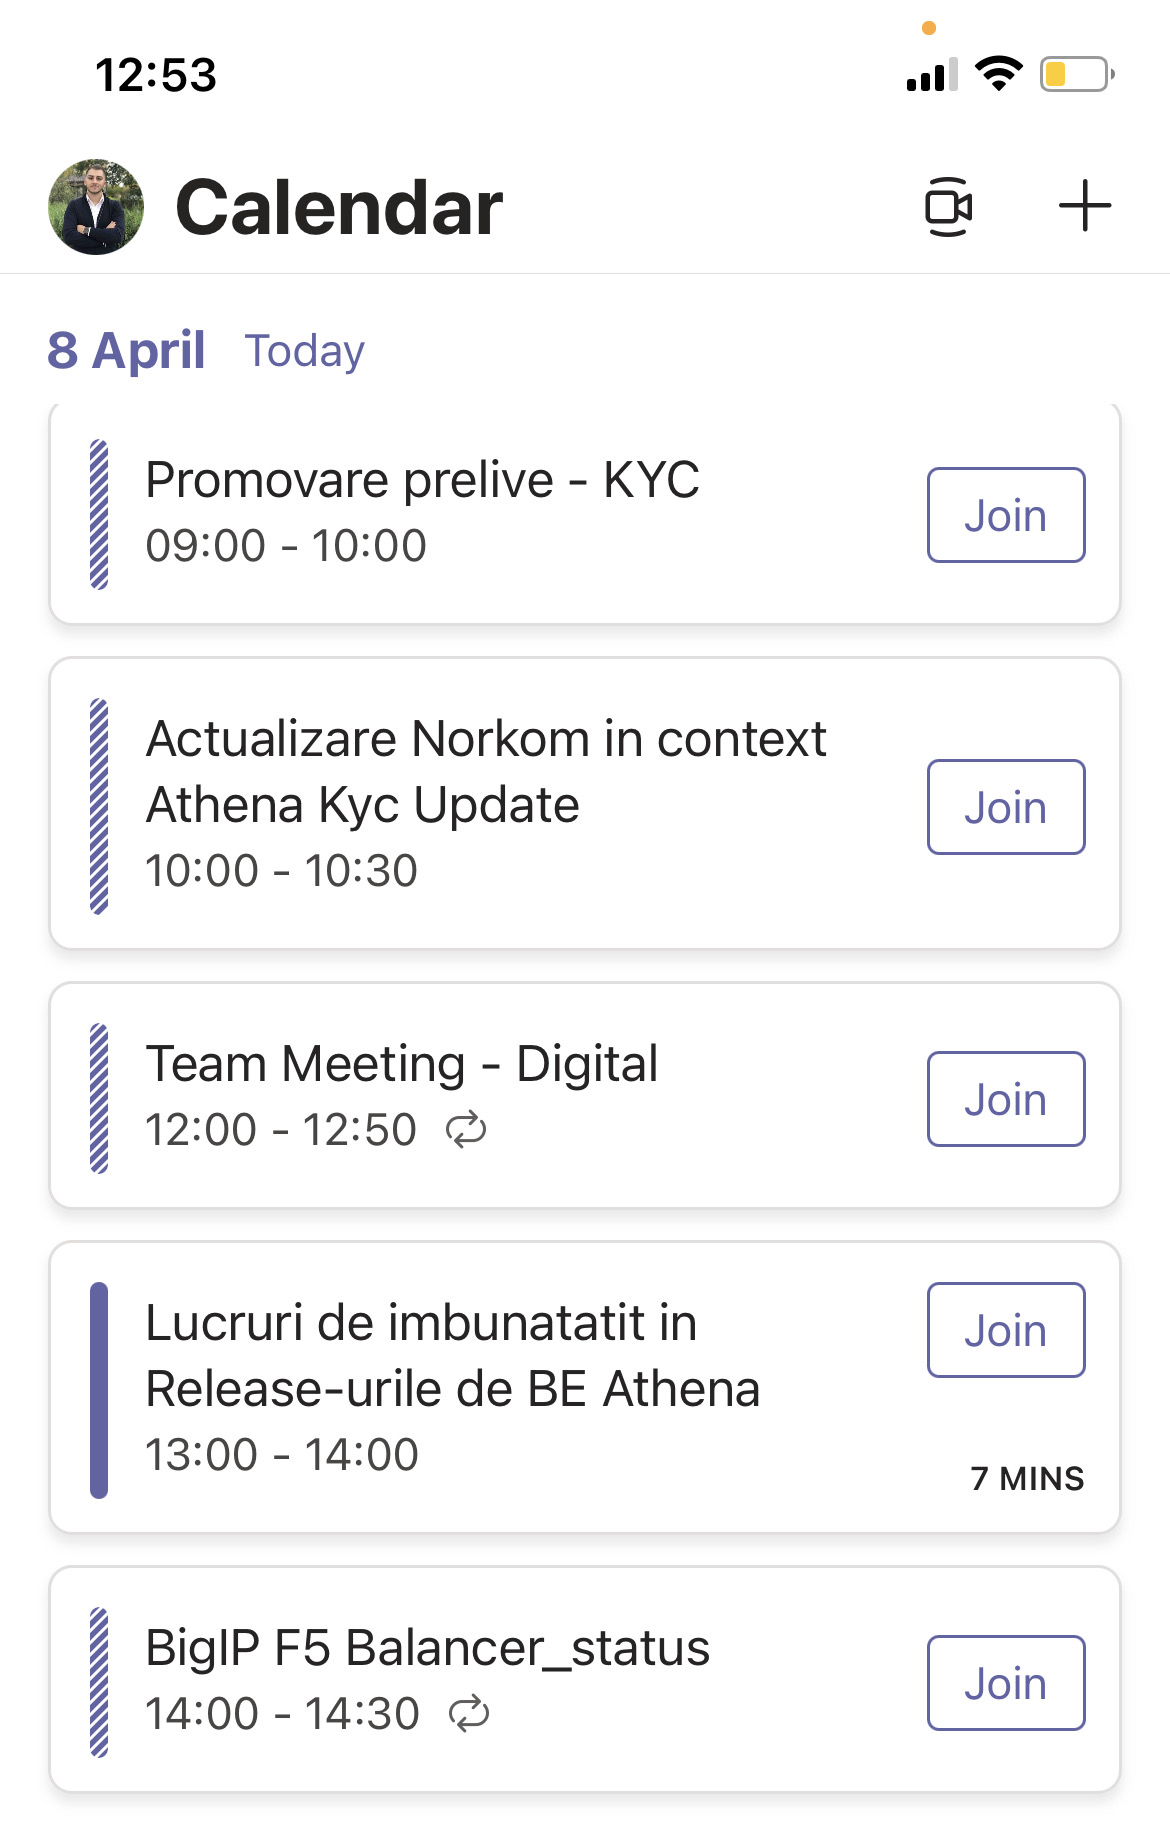 12:53
Calendar
8 April Today
Promovare prelive - KYC
09:00 - 10:00
Join
Actualizare Norkom in context
Athena Kyc Update
10:00 - 10:30
Join
Team Meeting - Digital
12:00 - 12:50
Join
Lucruri de imbunatatit in
Release-urile de BE Athena
13:00 - 14:00
Join
7 MINS
BigIP F5 Balancer_status
14:00 - 14:30
Join